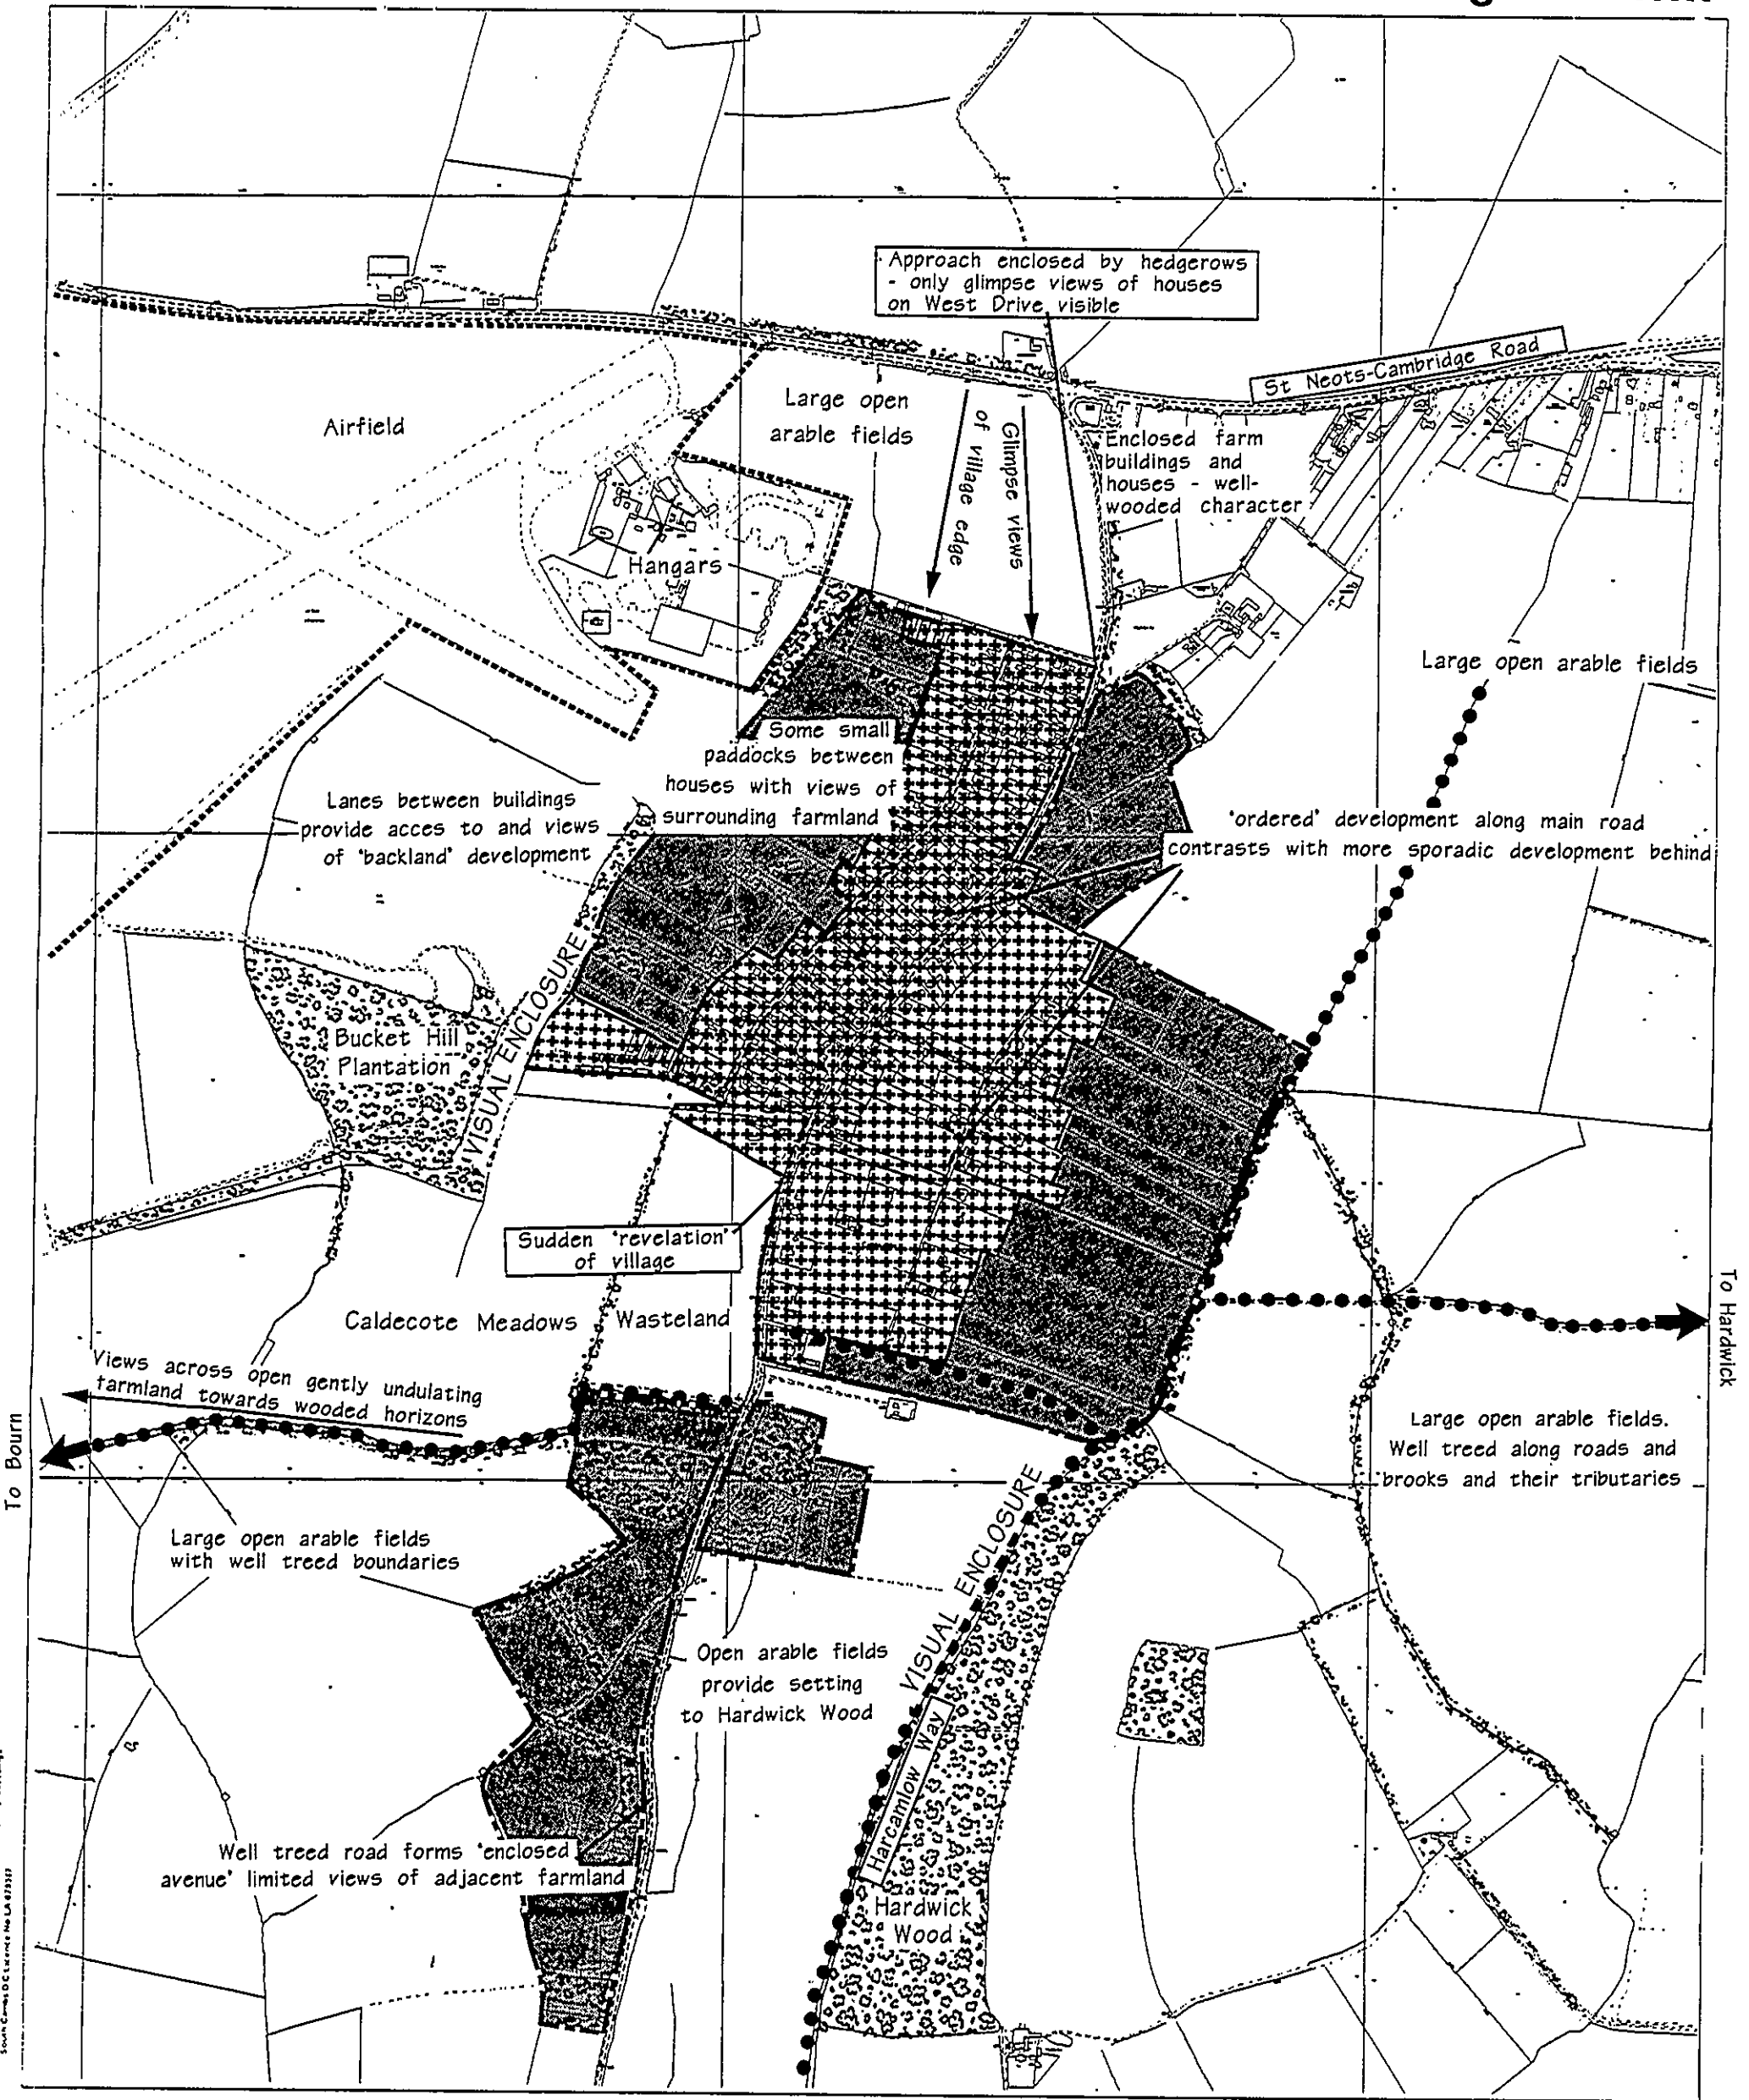 Approach enclosed by hedgerows
- only glimpse views of houses
on West Drive visible
St Neots-Cambridge Road
Airfield
Large open
arable fields
Glimpse views
of village edge
Enclosed farm
buildings and
houses - well-
wooded character
Hangars
Large open arable fields
Some small
paddocks between
houses with views of
surrounding farmland
Lanes between buildings
provide acces to and views
of 'backland' development
'ordered' development along main road
contrasts with more sporadic development behind
VISUAL ENCLOSURE
Bucket Hill
Plantation
Sudden 'revelation'
of village
To Hardwick
Caldecote Meadows
Wasteland
Views across open gently undulating
farmland towards wooded horizons
To Bourn
Large open arable fields.
Well treed along roads and
brooks and their tributaries
Large open arable fields
with well treed boundaries
VISUAL ENCLOSURE
Open arable fields
provide setting
to Hardwick Wood
Harcamlow Way
Well treed road forms 'enclosed
avenue' limited views of adjacent farmland
Hardwick
Wood